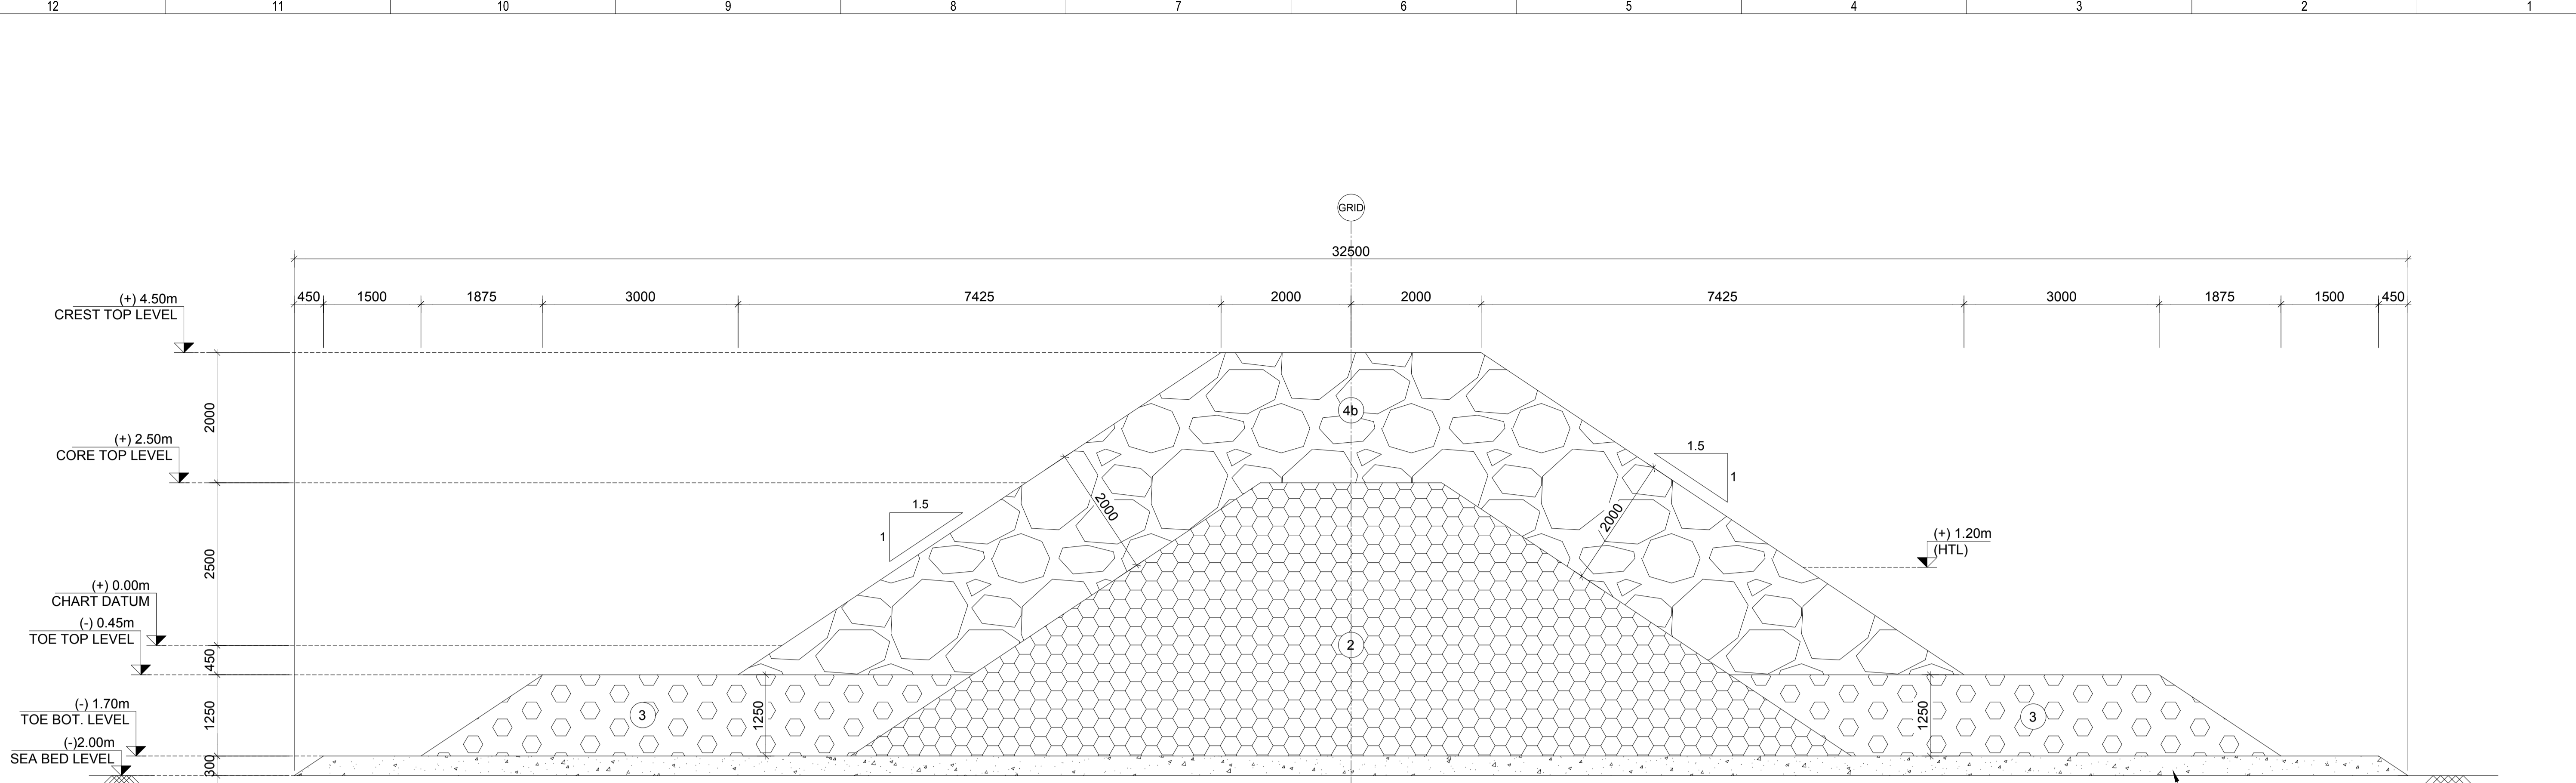 12 11 10 9 8 7 6 5 4 3 2 1
GRID
32500
450 1500 1875 3000 7425 2000 2000 7425 3000 1875 1500 450
(+) 4.50m
CREST TOP LEVEL
2000
4b
(+) 2.50m
CORE TOP LEVEL
1.5
1
1.5
1
2000
2000
(+) 1.20m
(HTL)
2500
(+) 0.00m
CHART DATUM
(-) 0.45m
TOE TOP LEVEL
450
2
(-) 1.70m
TOE BOT. LEVEL
1250
3
1250
1250
3
(-)2.00m
SEA BED LEVEL
300